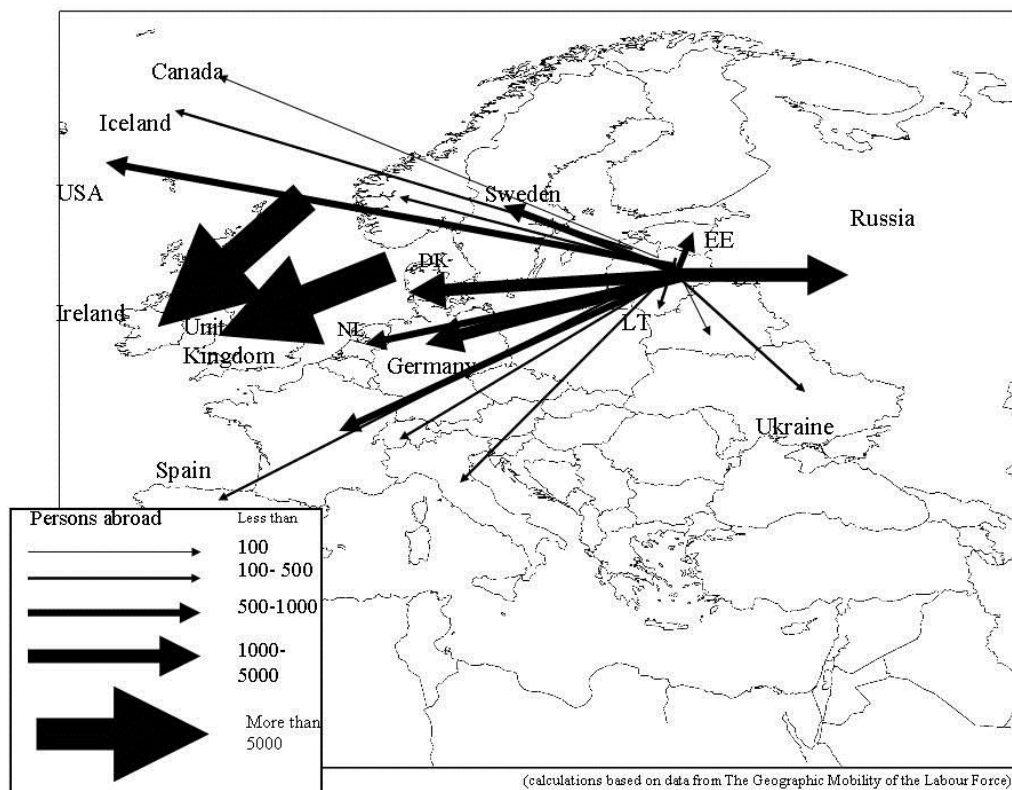 Canada
Iceland
USA
Sweden
Russia
EE
DK
Ireland
Unit
Kingdom
NL
LT
Germany
Ukraine
Spain
Persons abroad
Less than
100
100- 500
500-1000
1000-
5000
More than
5000
(calculations based on data from The Geographic Mobility of the Labour Force)